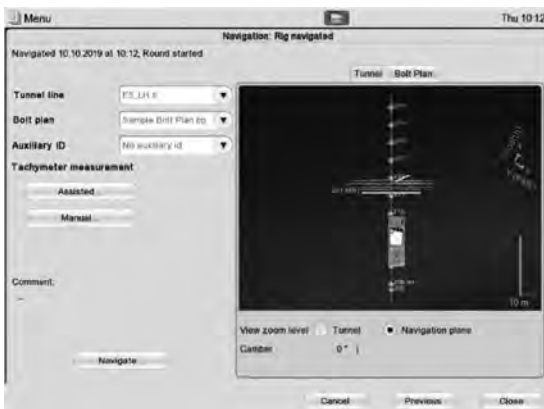 Menu
Thu 10:12
Navigation: Rig navigated
Navigated 10.10.2019 at 10:12, Round started
Tunnel Bolt Plan
Tunnel line
Bolt plan Sample Bolt Plan
Auxiliary ID No auxiliary id
Tachymeter measurement
Assisted...
Manual...
Comment:
--
10 m
View zoom level Tunnel Navigation plane
Camber 0°
Navigate...
Cancel Previous Close